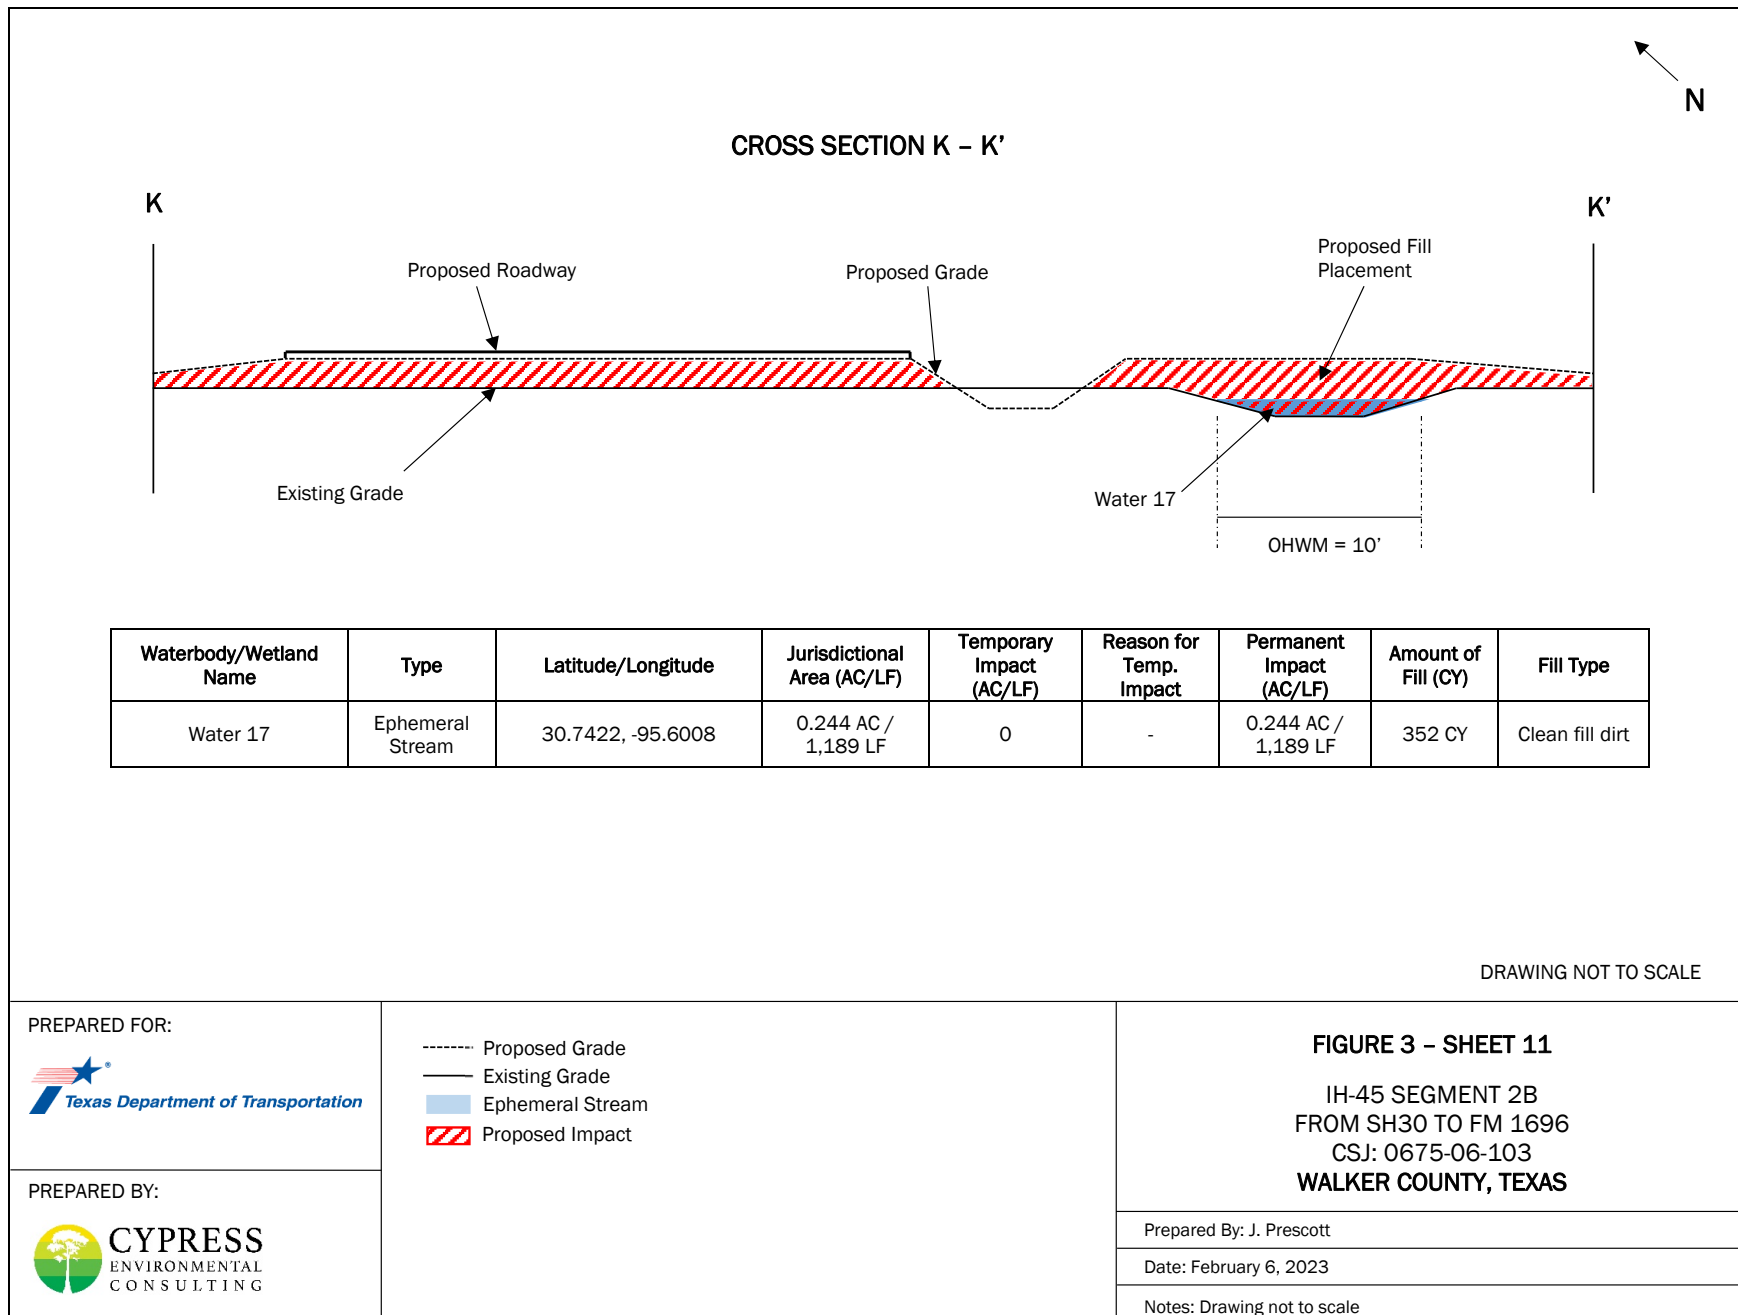 N
CROSS SECTION K – K’
K
K’
Proposed Roadway
Proposed Grade
Proposed Fill
Placement
Existing Grade
Water 17
OHWM = 10’
Waterbody/Wetland
Name
Type
Latitude/Longitude
Jurisdictional
Area (AC/LF)
Temporary
Impact
(AC/LF)
Reason for
Temp.
Impact
Permanent
Impact
(AC/LF)
Amount of
Fill (CY)
Fill Type
Water 17
Ephemeral
Stream
30.7422, -95.6008
0.244 AC /
1,189 LF
0
-
0.244 AC /
1,189 LF
352 CY
Clean fill dirt
DRAWING NOT TO SCALE
PREPARED FOR:
®
Texas Department of Transportation
PREPARED BY:
CYPRESS
ENVIRONMENTAL
CONSULTING
Proposed Grade
Existing Grade
Ephemeral Stream
Proposed Impact
FIGURE 3 – SHEET 11
IH-45 SEGMENT 2B
FROM SH30 TO FM 1696
CSJ: 0675-06-103
WALKER COUNTY, TEXAS
Prepared By: J. Prescott
Date: February 6, 2023
Notes: Drawing not to scale